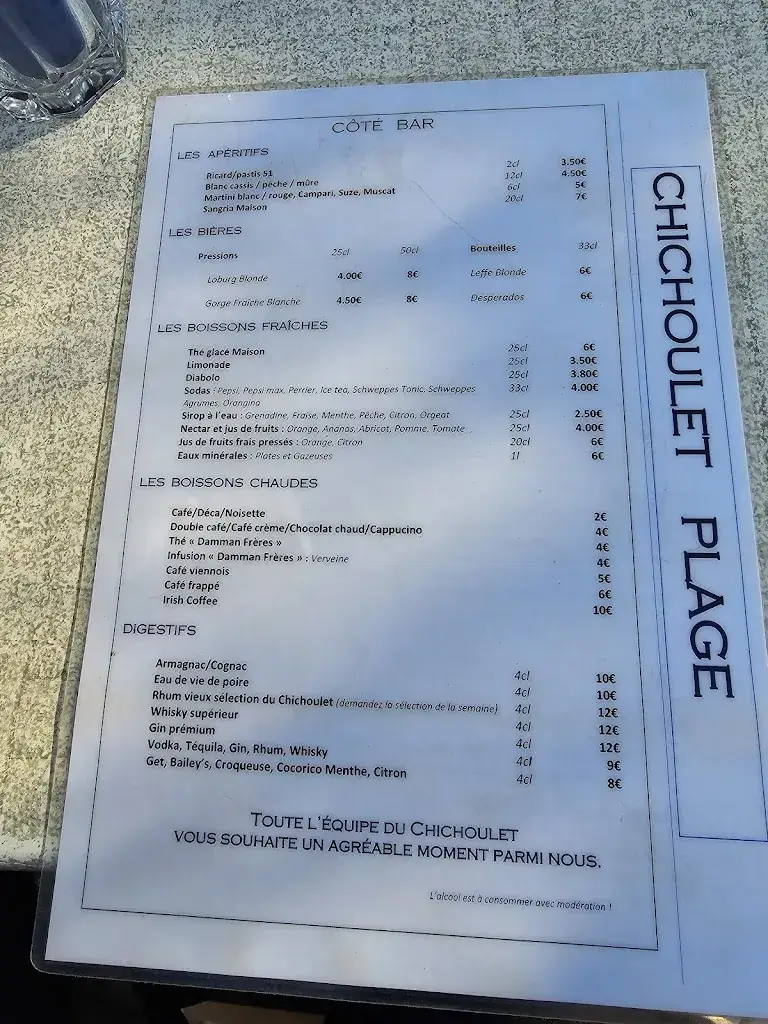 CÔTÉ BAR
LES APÉRITIFS
Ricard/pastis 51 2cl 3.50€
Blanc cassis / pêche / mûre 12cl 4.50€
Martini blanc / rouge, Campari, Suze, Muscat 6cl 5€
Sangria Maison 20cl 7€
LES BIÈRES
Pressions 25cl 50cl Bouteilles 33cl
Loburg Blonde 4.00€ 8€ Leffe Blonde 6€
Gorge Fraiche Blanche 4.50€ 8€ Desperados 6€
LES BOISSONS FRAÎCHES
Thé glacé Maison 25cl 6€
Limonade 25cl 3.50€
Diabolo 25cl 3.80€
Sodas : Pepsi, Pepsi max, Perrier, Ice tea, Schweppes Tonic, Schweppes 33cl 4.00€
Agrumes, Orangina
Sirop à l'eau : Grenadine, Fraise, Menthe, Pêche, Citron, Orgeat 25cl 2.50€
Nectar et jus de fruits : Orange, Ananas, Abricot, Pomme, Tomate 25cl 4.00€
Jus de fruits frais pressés : Orange, Citron 20cl 6€
Eaux minérales : Plates et Gazeuses 1l 6€
LES BOISSONS CHAUDES
Café/Déca/Noisette 2€
Double café/Café crème/Chocolat chaud/Cappucino 4€
Thé « Damman Frères » 4€
Infusion « Damman Frères » : Verveine 4€
Café viennois 5€
Café frappé 6€
Irish Coffee 10€
DIGESTIFS
Armagnac/Cognac 4cl 10€
Eau de vie de poire 4cl 10€
Rhum vieux sélection du Chichoulet (demandez la sélection de la semaine) 4cl 12€
Whisky supérieur 4cl 12€
Gin prémium 4cl 12€
Vodka, Téquila, Gin, Rhum, Whisky 4cl 9€
Get, Bailey's, Croqueuse, Cocorico Menthe, Citron 4cl 8€
TOUTE L'ÉQUIPE DU CHICHOULET
VOUS SOUHAITE UN AGRÉABLE MOMENT PARMI NOUS.
L'alcool est à consommer avec modération !
CHICHOULET PLAGE